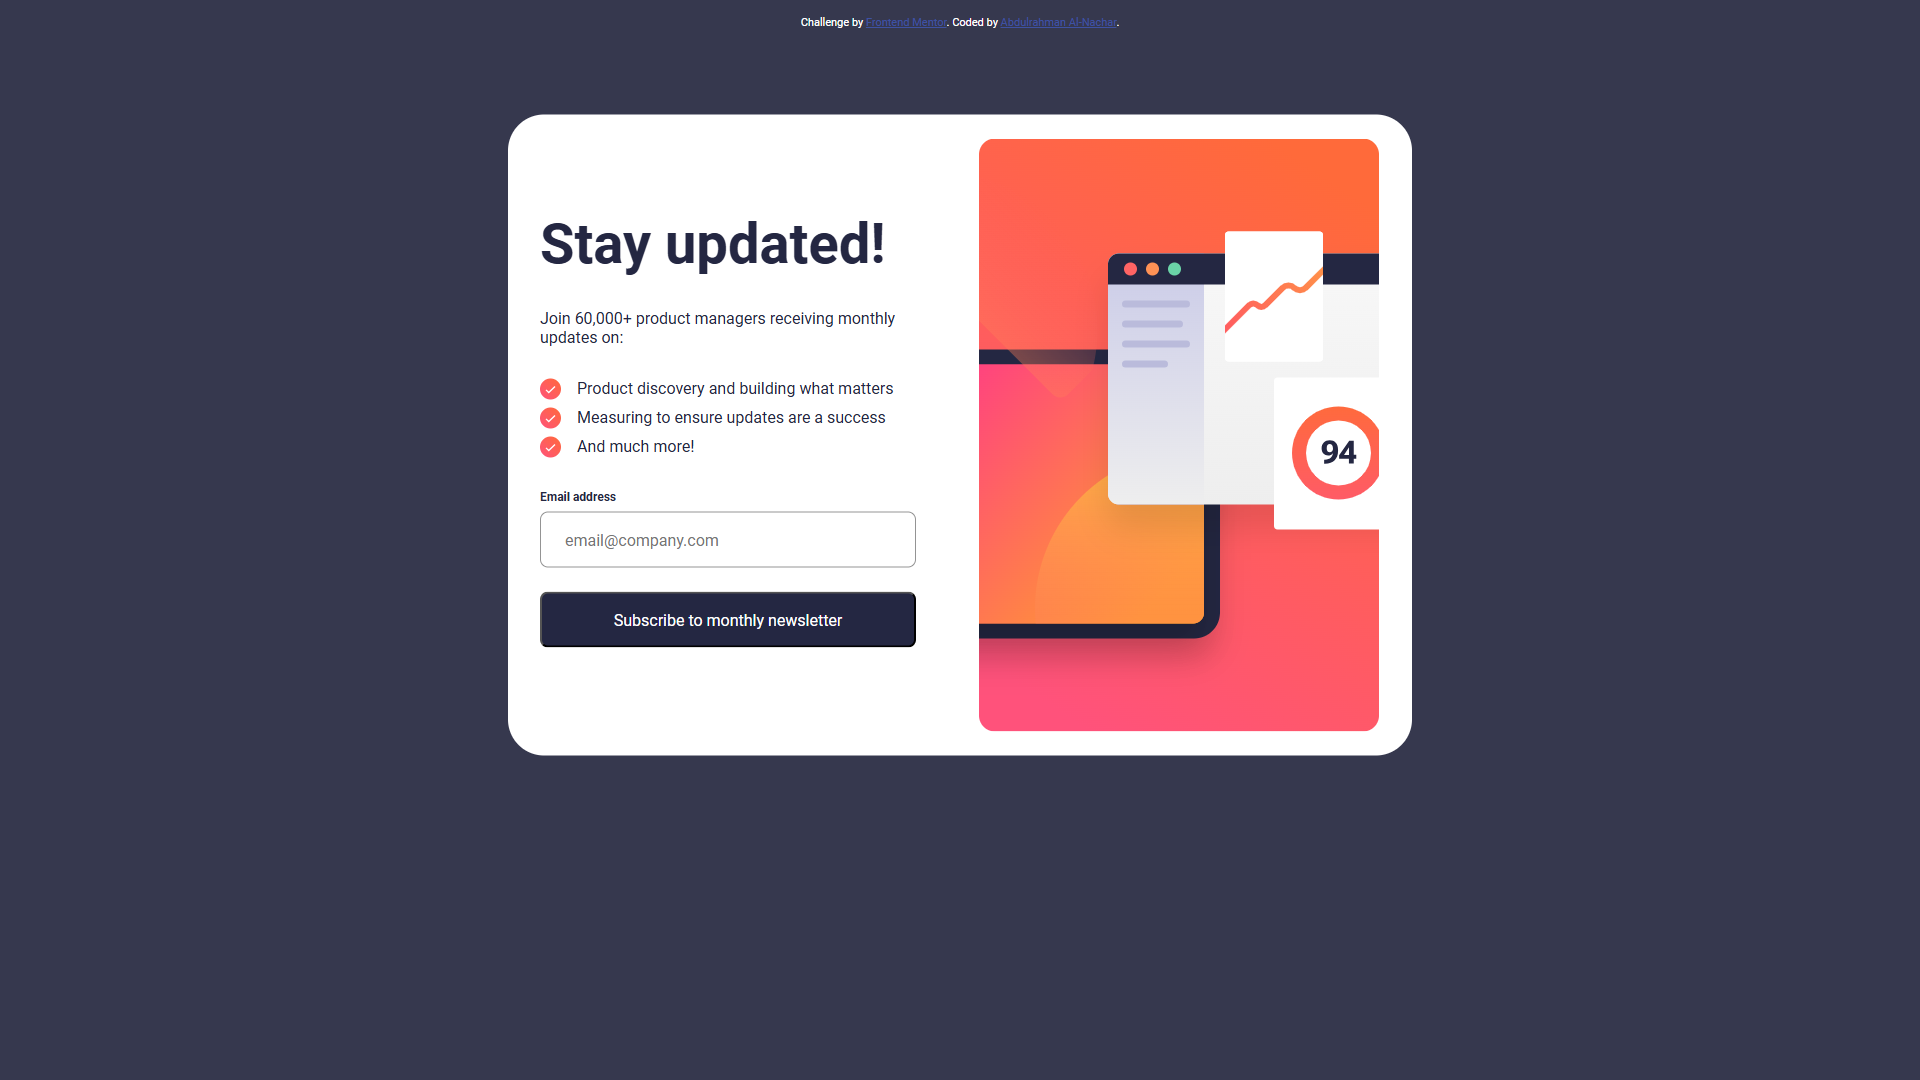 Challenge by Frontend Mentor. Coded by Abdulrahman Al-Nachar.
Stay updated!
Join 60,000+ product managers receiving monthly
updates on:
Product discovery and building what matters
Measuring to ensure updates are a success
And much more!
Email address
email@company.com
Subscribe to monthly newsletter
94